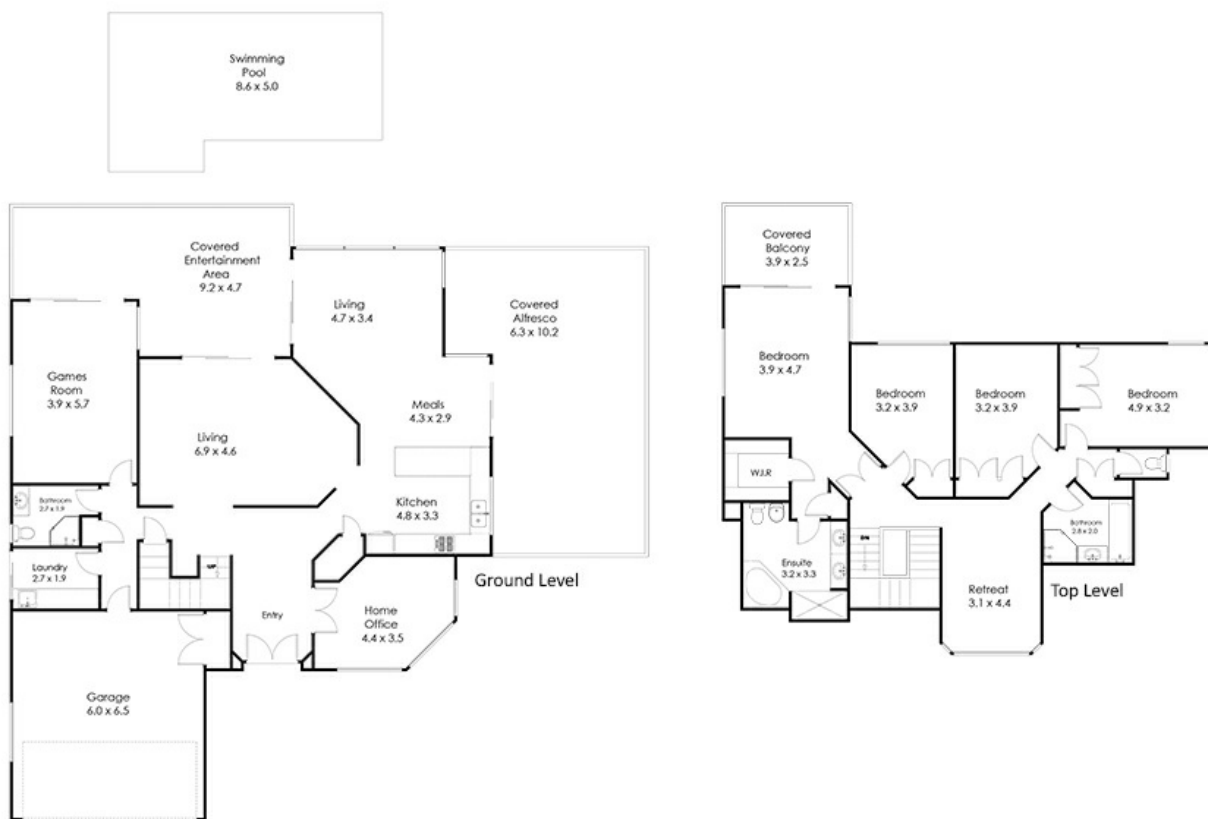 Swimming
Pool
8.6 x 5.0
Covered
Entertainment
Area
9.2 x 4.7
Living
4.7 x 3.4
Covered
Alfresco
6.3 x 10.2
Games
Room
3.9 x 5.7
Meals
4.3 x 2.9
Living
6.9 x 4.6
Kitchen
4.8 x 3.3
Bathroom
2.7 x 1.9
Laundry
2.7 x 1.9
UP
Entry
Home
Office
4.4 x 3.5
Garage
6.0 x 6.5
Ground Level
Covered
Balcony
3.9 x 2.5
Bedroom
3.9 x 4.7
Bedroom
3.2 x 3.9
Bedroom
3.2 x 3.9
Bedroom
4.9 x 3.2
W.I.R
Ensuite
3.2 x 3.3
DN
Bathroom
2.8 x 2.0
Retreat
3.1 x 4.4
Top Level